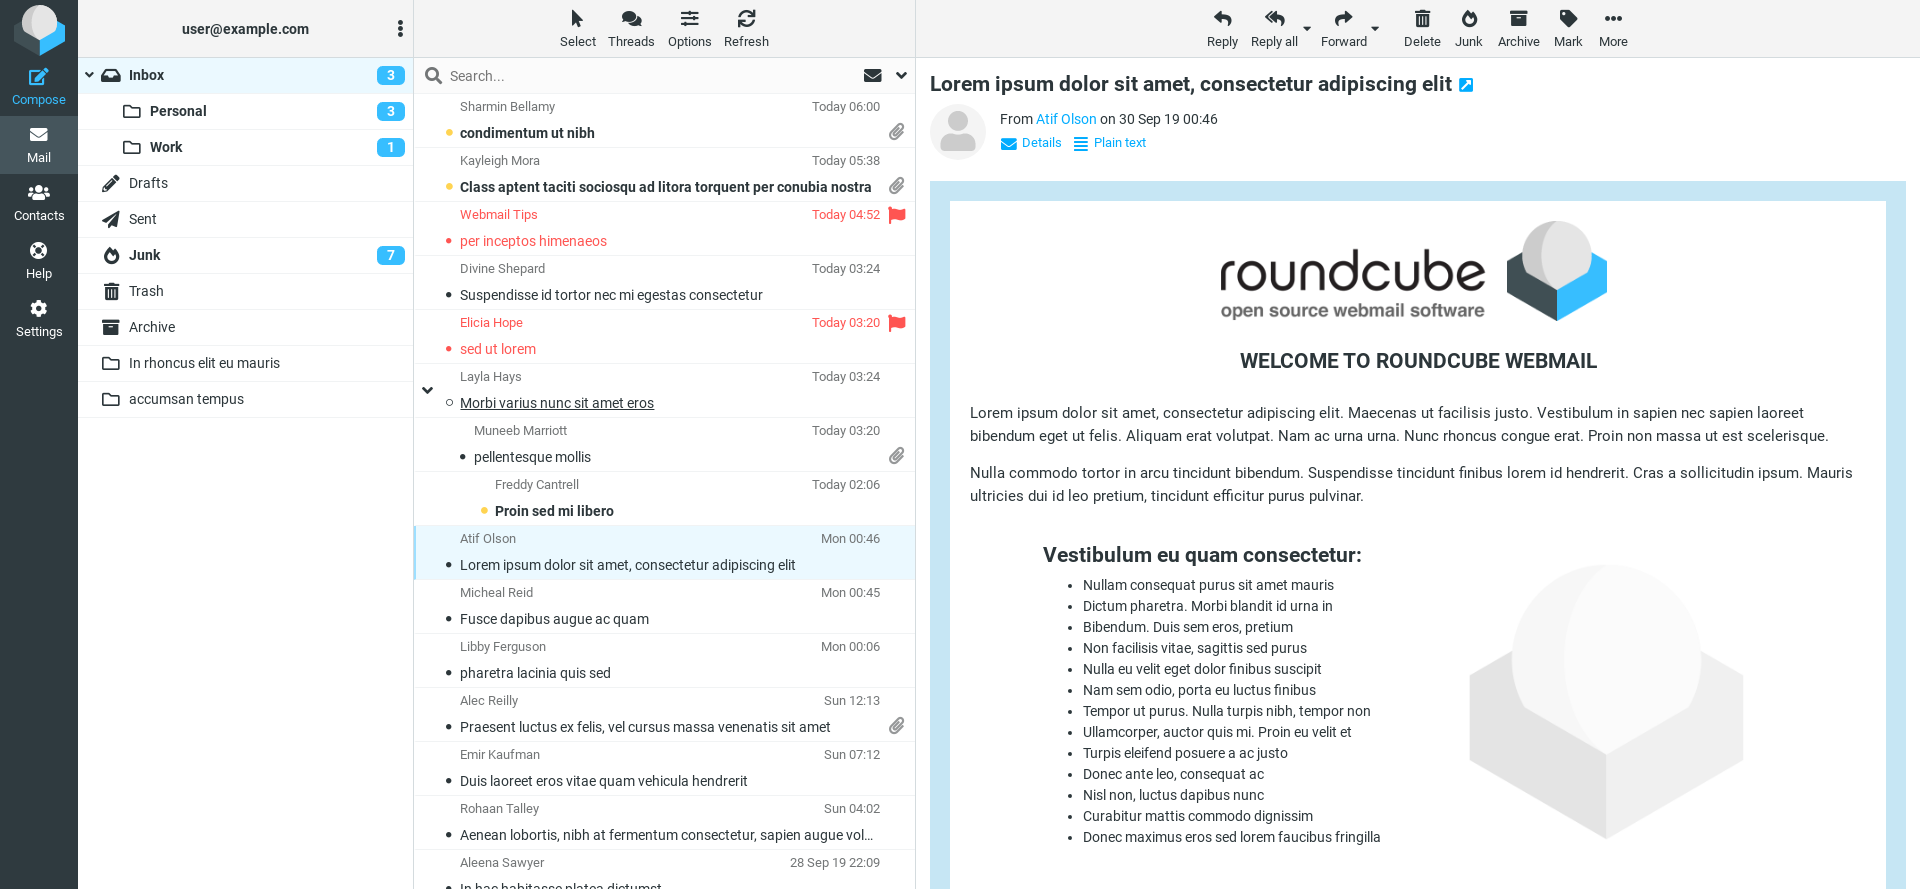 Compose
Mail
Contacts
Help
Settings
user@example.com
Inbox 3
Personal 3
Work 1
Drafts
Sent
Junk 7
Trash
Archive
In rhoncus elit eu mauris
accumsan tempus
Select Threads Options Refresh
Search...
Sharmin Bellamy Today 06:00
condimentum ut nibh
Kayleigh Mora Today 05:38
Class aptent taciti sociosqu ad litora torquent per conubia nostra
Webmail Tips Today 04:52
per inceptos himenaeos
Divine Shepard Today 03:24
Suspendisse id tortor nec mi egestas consectetur
Elicia Hope Today 03:20
sed ut lorem
Layla Hays Today 03:24
Morbi varius nunc sit amet eros
Muneeb Marriott Today 03:20
pellentesque mollis
Freddy Cantrell Today 02:06
Proin sed mi libero
Atif Olson Mon 00:46
Lorem ipsum dolor sit amet, consectetur adipiscing elit
Micheal Reid Mon 00:45
Fusce dapibus augue ac quam
Libby Ferguson Mon 00:06
pharetra lacinia quis sed
Alec Reilly Sun 12:13
Praesent luctus ex felis, vel cursus massa venenatis sit amet
Emir Kaufman Sun 07:12
Duis laoreet eros vitae quam vehicula hendrerit
Rohaan Talley Sun 04:02
Aenean lobortis, nibh at fermentum consectetur, sapien augue vol...
Aleena Sawyer 28 Sep 19 22:09
In hac habitasse platea dictumst
Reply Reply all Forward Delete Junk Archive Mark More
Lorem ipsum dolor sit amet, consectetur adipiscing elit
From Atif Olson on 30 Sep 19 00:46
Details Plain text
roundcube
open source webmail software
WELCOME TO ROUNDCUBE WEBMAIL
Lorem ipsum dolor sit amet, consectetur adipiscing elit. Maecenas ut facilisis justo. Vestibulum in sapien nec sapien laoreet
bibendum eget ut felis. Aliquam erat volutpat. Nam ac urna urna. Nunc rhoncus congue erat. Proin non massa ut est scelerisque.
Nulla commodo tortor in arcu tincidunt bibendum. Suspendisse tincidunt finibus lorem id hendrerit. Cras a sollicitudin ipsum. Mauris
ultricies dui id leo pretium, tincidunt efficitur purus pulvinar.
Vestibulum eu quam consectetur:
Nullam consequat purus sit amet mauris
Dictum pharetra. Morbi blandit id urna in
Bibendum. Duis sem eros, pretium
Non facilisis vitae, sagittis sed purus
Nulla eu velit eget dolor finibus suscipit
Nam sem odio, porta eu luctus finibus
Tempor ut purus. Nulla turpis nibh, tempor non
Ullamcorper, auctor quis mi. Proin eu velit et
Turpis eleifend posuere a ac justo
Donec ante leo, consequat ac
Nisl non, luctus dapibus nunc
Curabitur mattis commodo dignissim
Donec maximus eros sed lorem faucibus fringilla